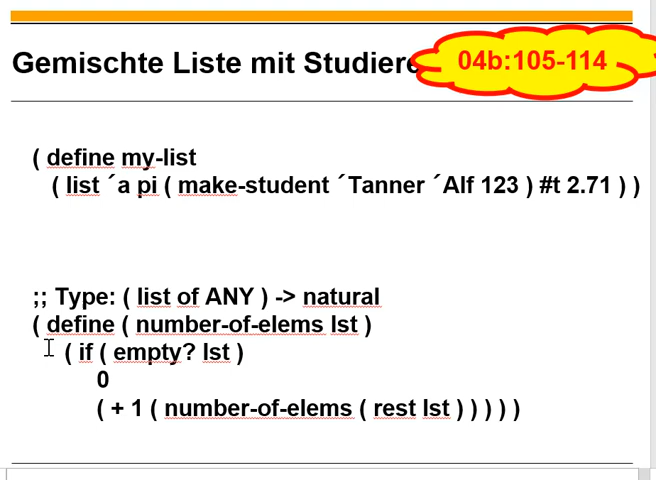 Gemischte Liste mit Studiere
04b:105-114
( define my-list
( list ´a pi ( make-student ´Tanner ´Alf 123 ) #t 2.71 ) )
;; Type: ( list of ANY ) -> natural
( define ( number-of-elems lst )
( if ( empty? lst )
0
( + 1 ( number-of-elems ( rest lst ) ) ) ) )